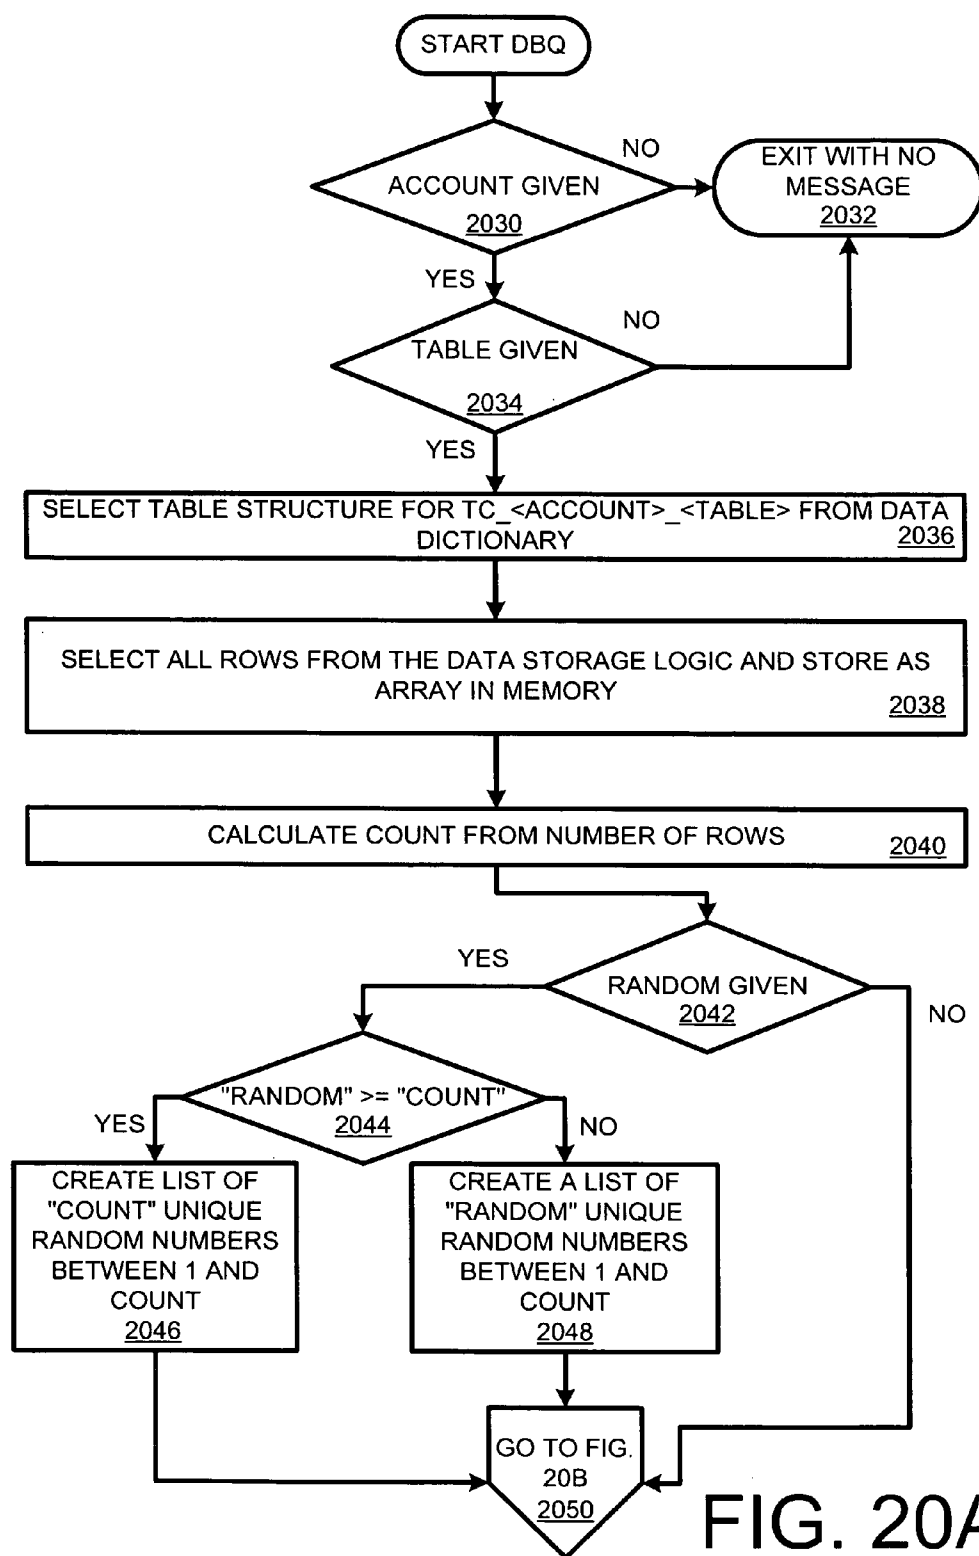 START DBQ
NO
ACCOUNT GIVEN
2030
EXIT WITH NO
MESSAGE
2032
YES
NO
TABLE GIVEN
2034
YES
SELECT TABLE STRUCTURE FOR TC_<ACCOUNT>_<TABLE> FROM DATA
DICTIONARY
2036
SELECT ALL ROWS FROM THE DATA STORAGE LOGIC AND STORE AS
ARRAY IN MEMORY
2038
CALCULATE COUNT FROM NUMBER OF ROWS
2040
YES
RANDOM GIVEN
2042
NO
"RANDOM" >= "COUNT"
2044
YES
NO
CREATE LIST OF
"COUNT" UNIQUE
RANDOM NUMBERS
BETWEEN 1 AND
COUNT
2046
CREATE A LIST OF
"RANDOM" UNIQUE
RANDOM NUMBERS
BETWEEN 1 AND
COUNT
2048
GO TO FIG.
20B
2050
FIG. 20A